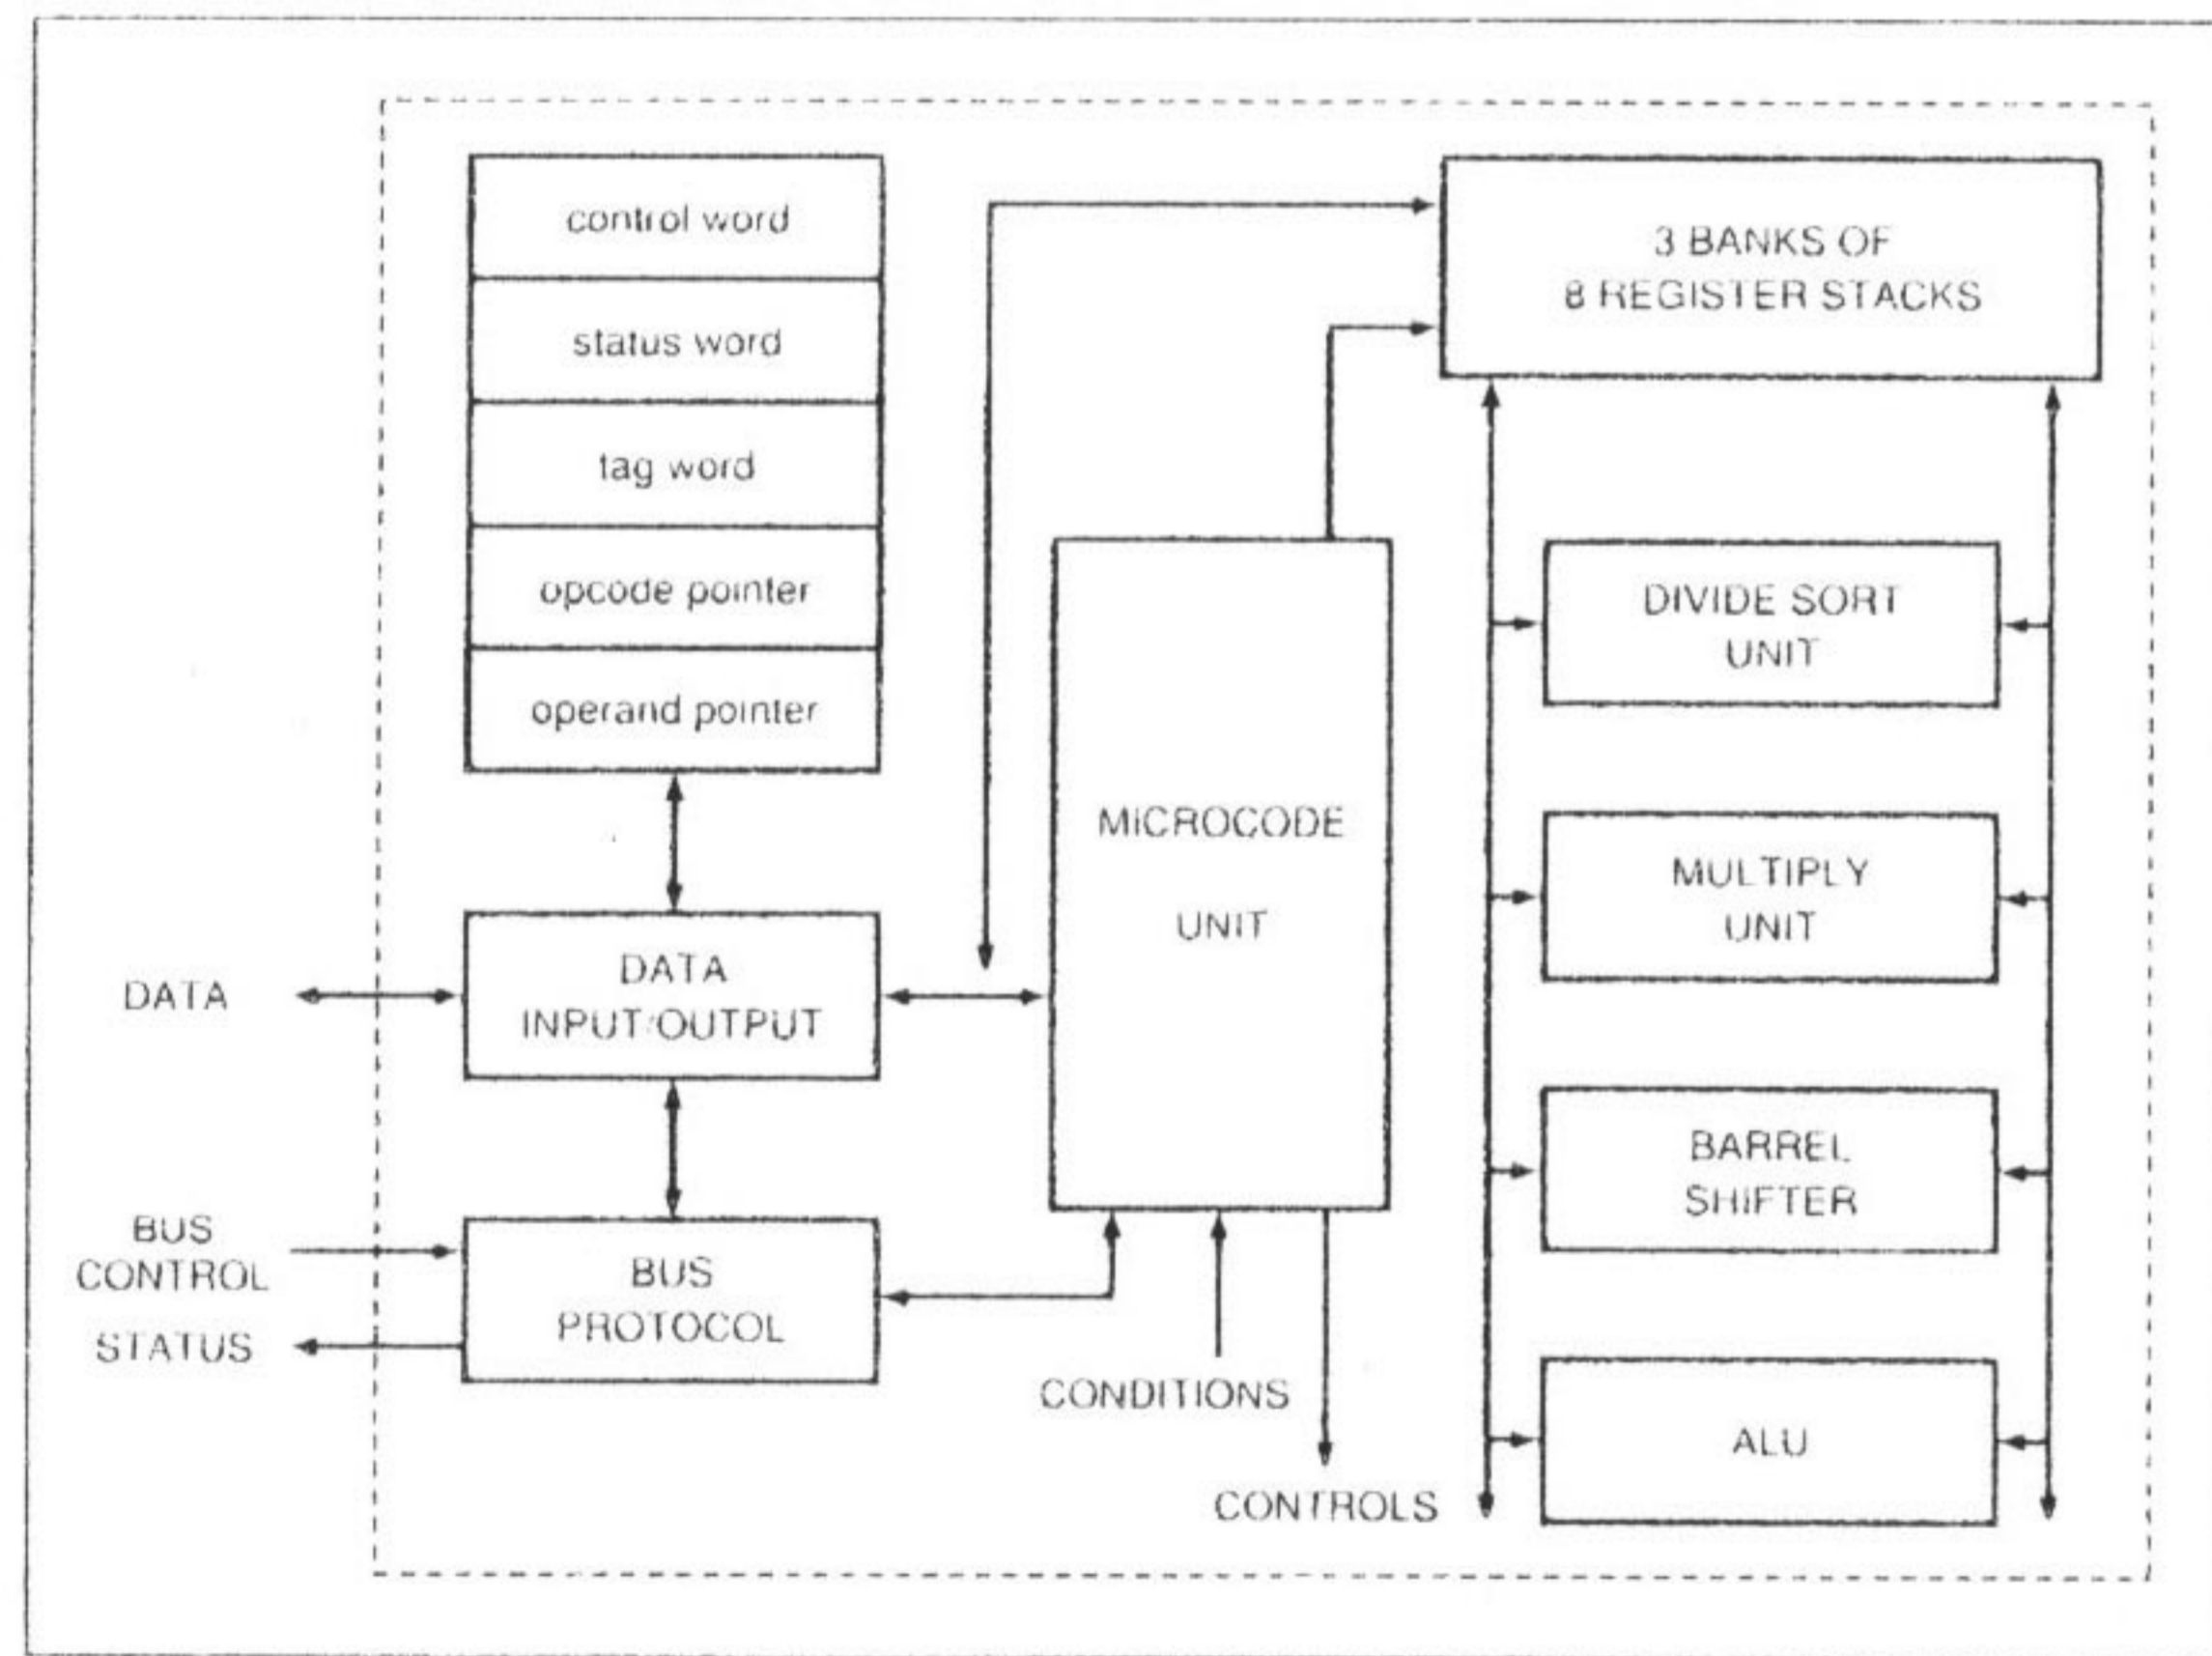 control word
status word
tag word
opcode pointer
operand pointer
3 BANKS OF
8 REGISTER STACKS
DIVIDE SORT
UNIT
MICROCODE
UNIT
MULTIPLY
UNIT
DATA
DATA
INPUT/OUTPUT
BARREL
SHIFTER
BUS
CONTROL
STATUS
BUS
PROTOCOL
CONDITIONS
CONTROLS
ALU